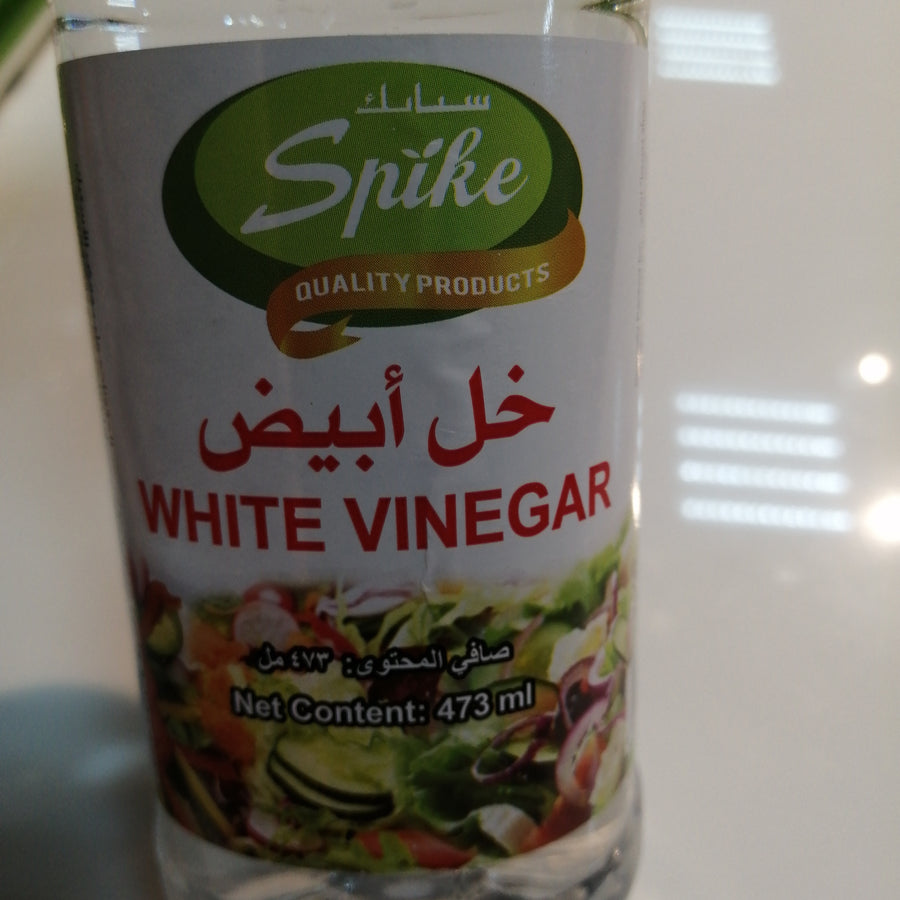 سبايك
Spike
QUALITY PRODUCTS
خل أبيض
WHITE VINEGAR
صافي المحتوى: ٤٧٣ مل
Net Content: 473 ml